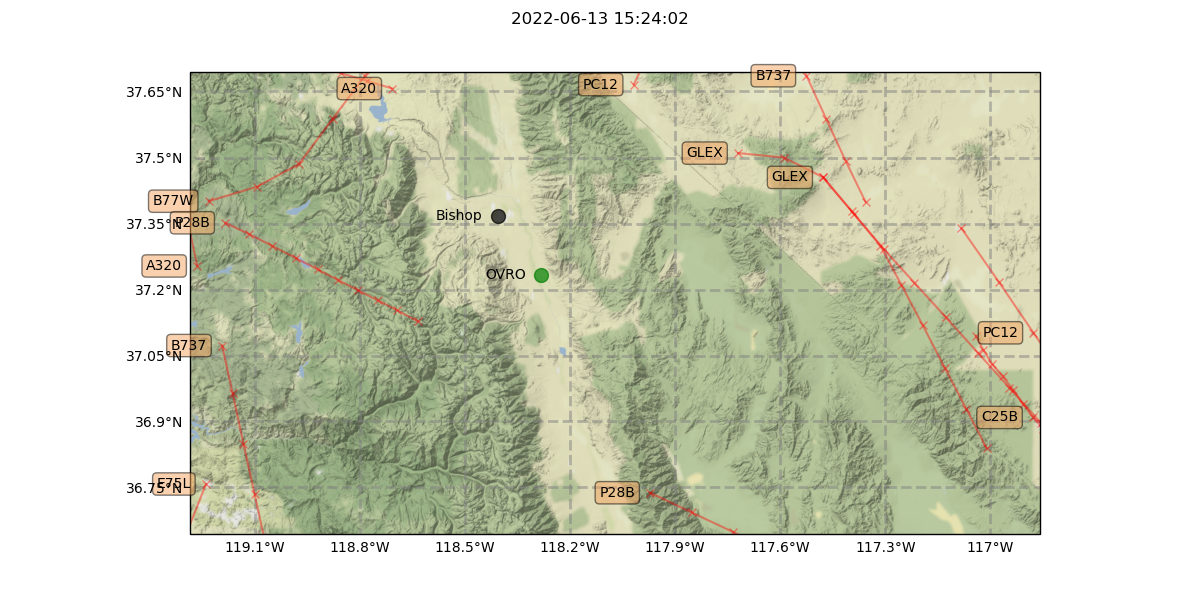 2022-06-13 15:24:02
PC12
B737
A320
37.65°N
GLEX
37.5°N
GLEX
B77W
Bishop
P28B
37.35°N
A320
OVRO
37.2°N
PC12
B737
37.05°N
C25B
36.9°N
E75L
36.75°N
P28B
119.1°W
118.8°W
118.5°W
118.2°W
117.9°W
117.6°W
117.3°W
117°W